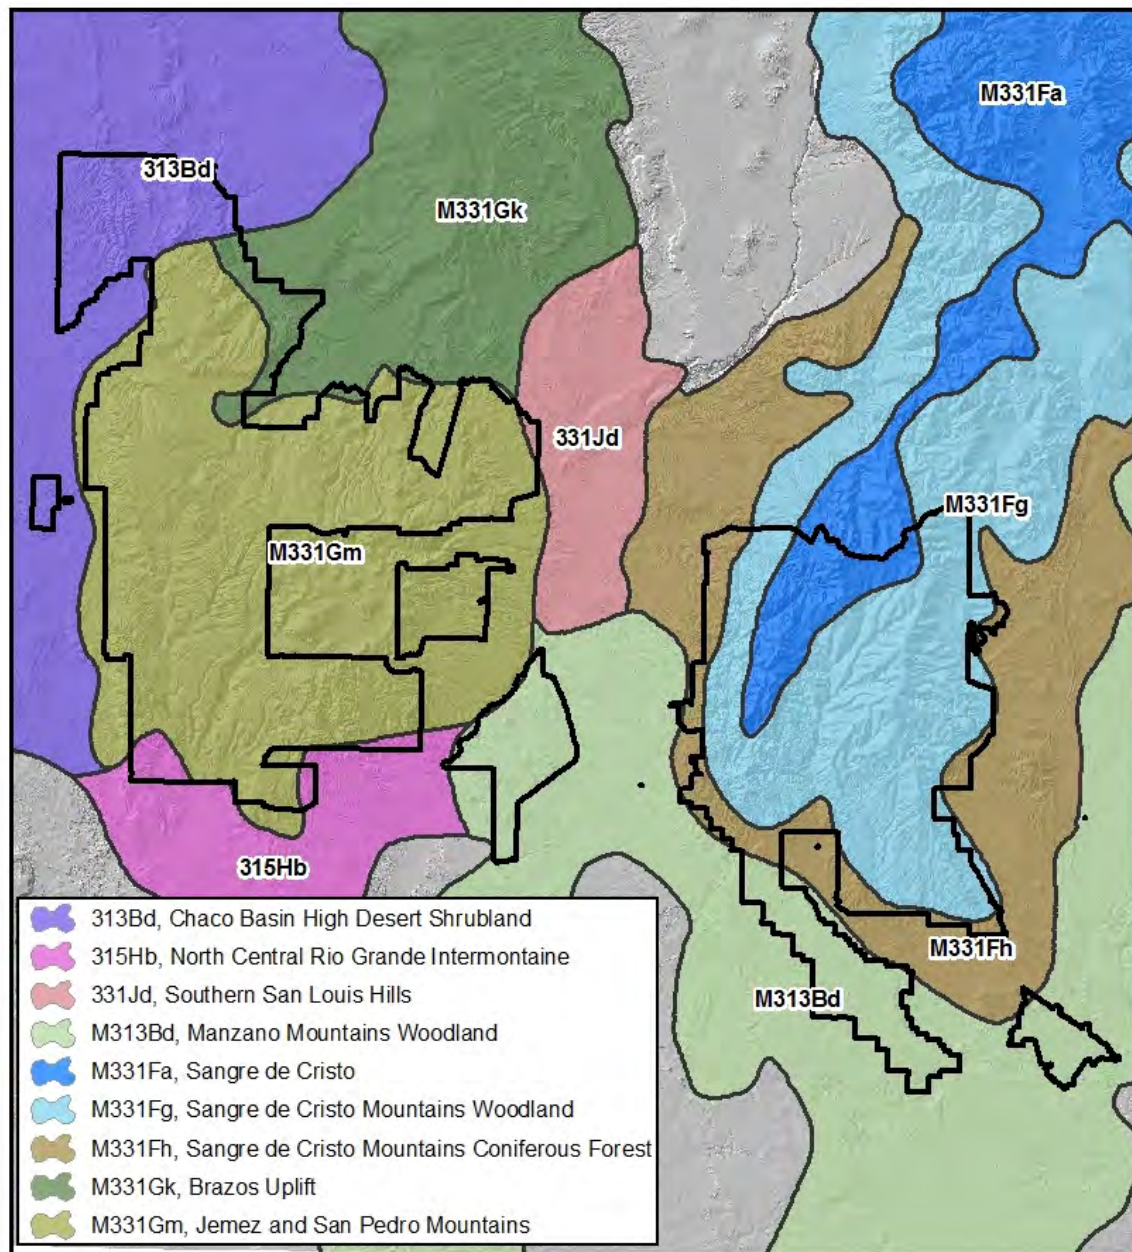 M331Fa
313Bd
M331Gk
331Jd
M331Fg
M331Gm
315Hb
M331Fh
M313Bd
313Bd, Chaco Basin High Desert Shrubland
315Hb, North Central Rio Grande Intermontaine
331Jd, Southern San Louis Hills
M313Bd, Manzano Mountains Woodland
M331Fa, Sangre de Cristo
M331Fg, Sangre de Cristo Mountains Woodland
M331Fh, Sangre de Cristo Mountains Coniferous Forest
M331Gk, Brazos Uplift
M331Gm, Jemez and San Pedro Mountains